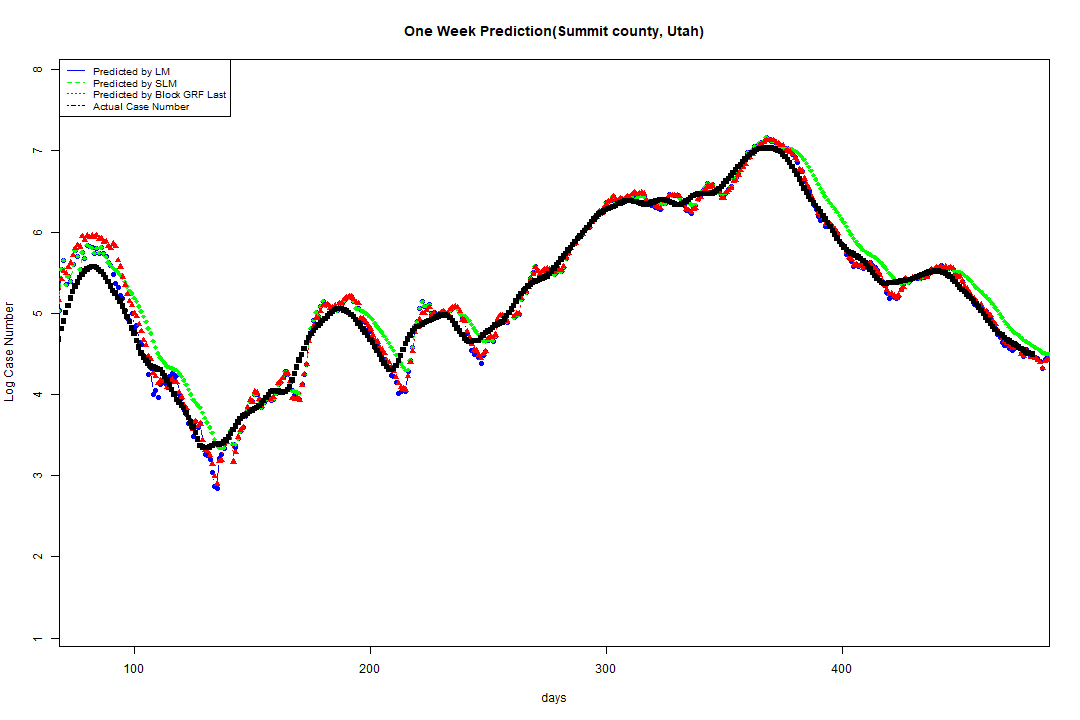 One Week Prediction(Summit county, Utah)
Predicted by LM
Predicted by SLM
Predicted by Block GRF Last
Actual Case Number
8
7
6
5
4
3
2
1
Log Case Number
100 200 300 400
days